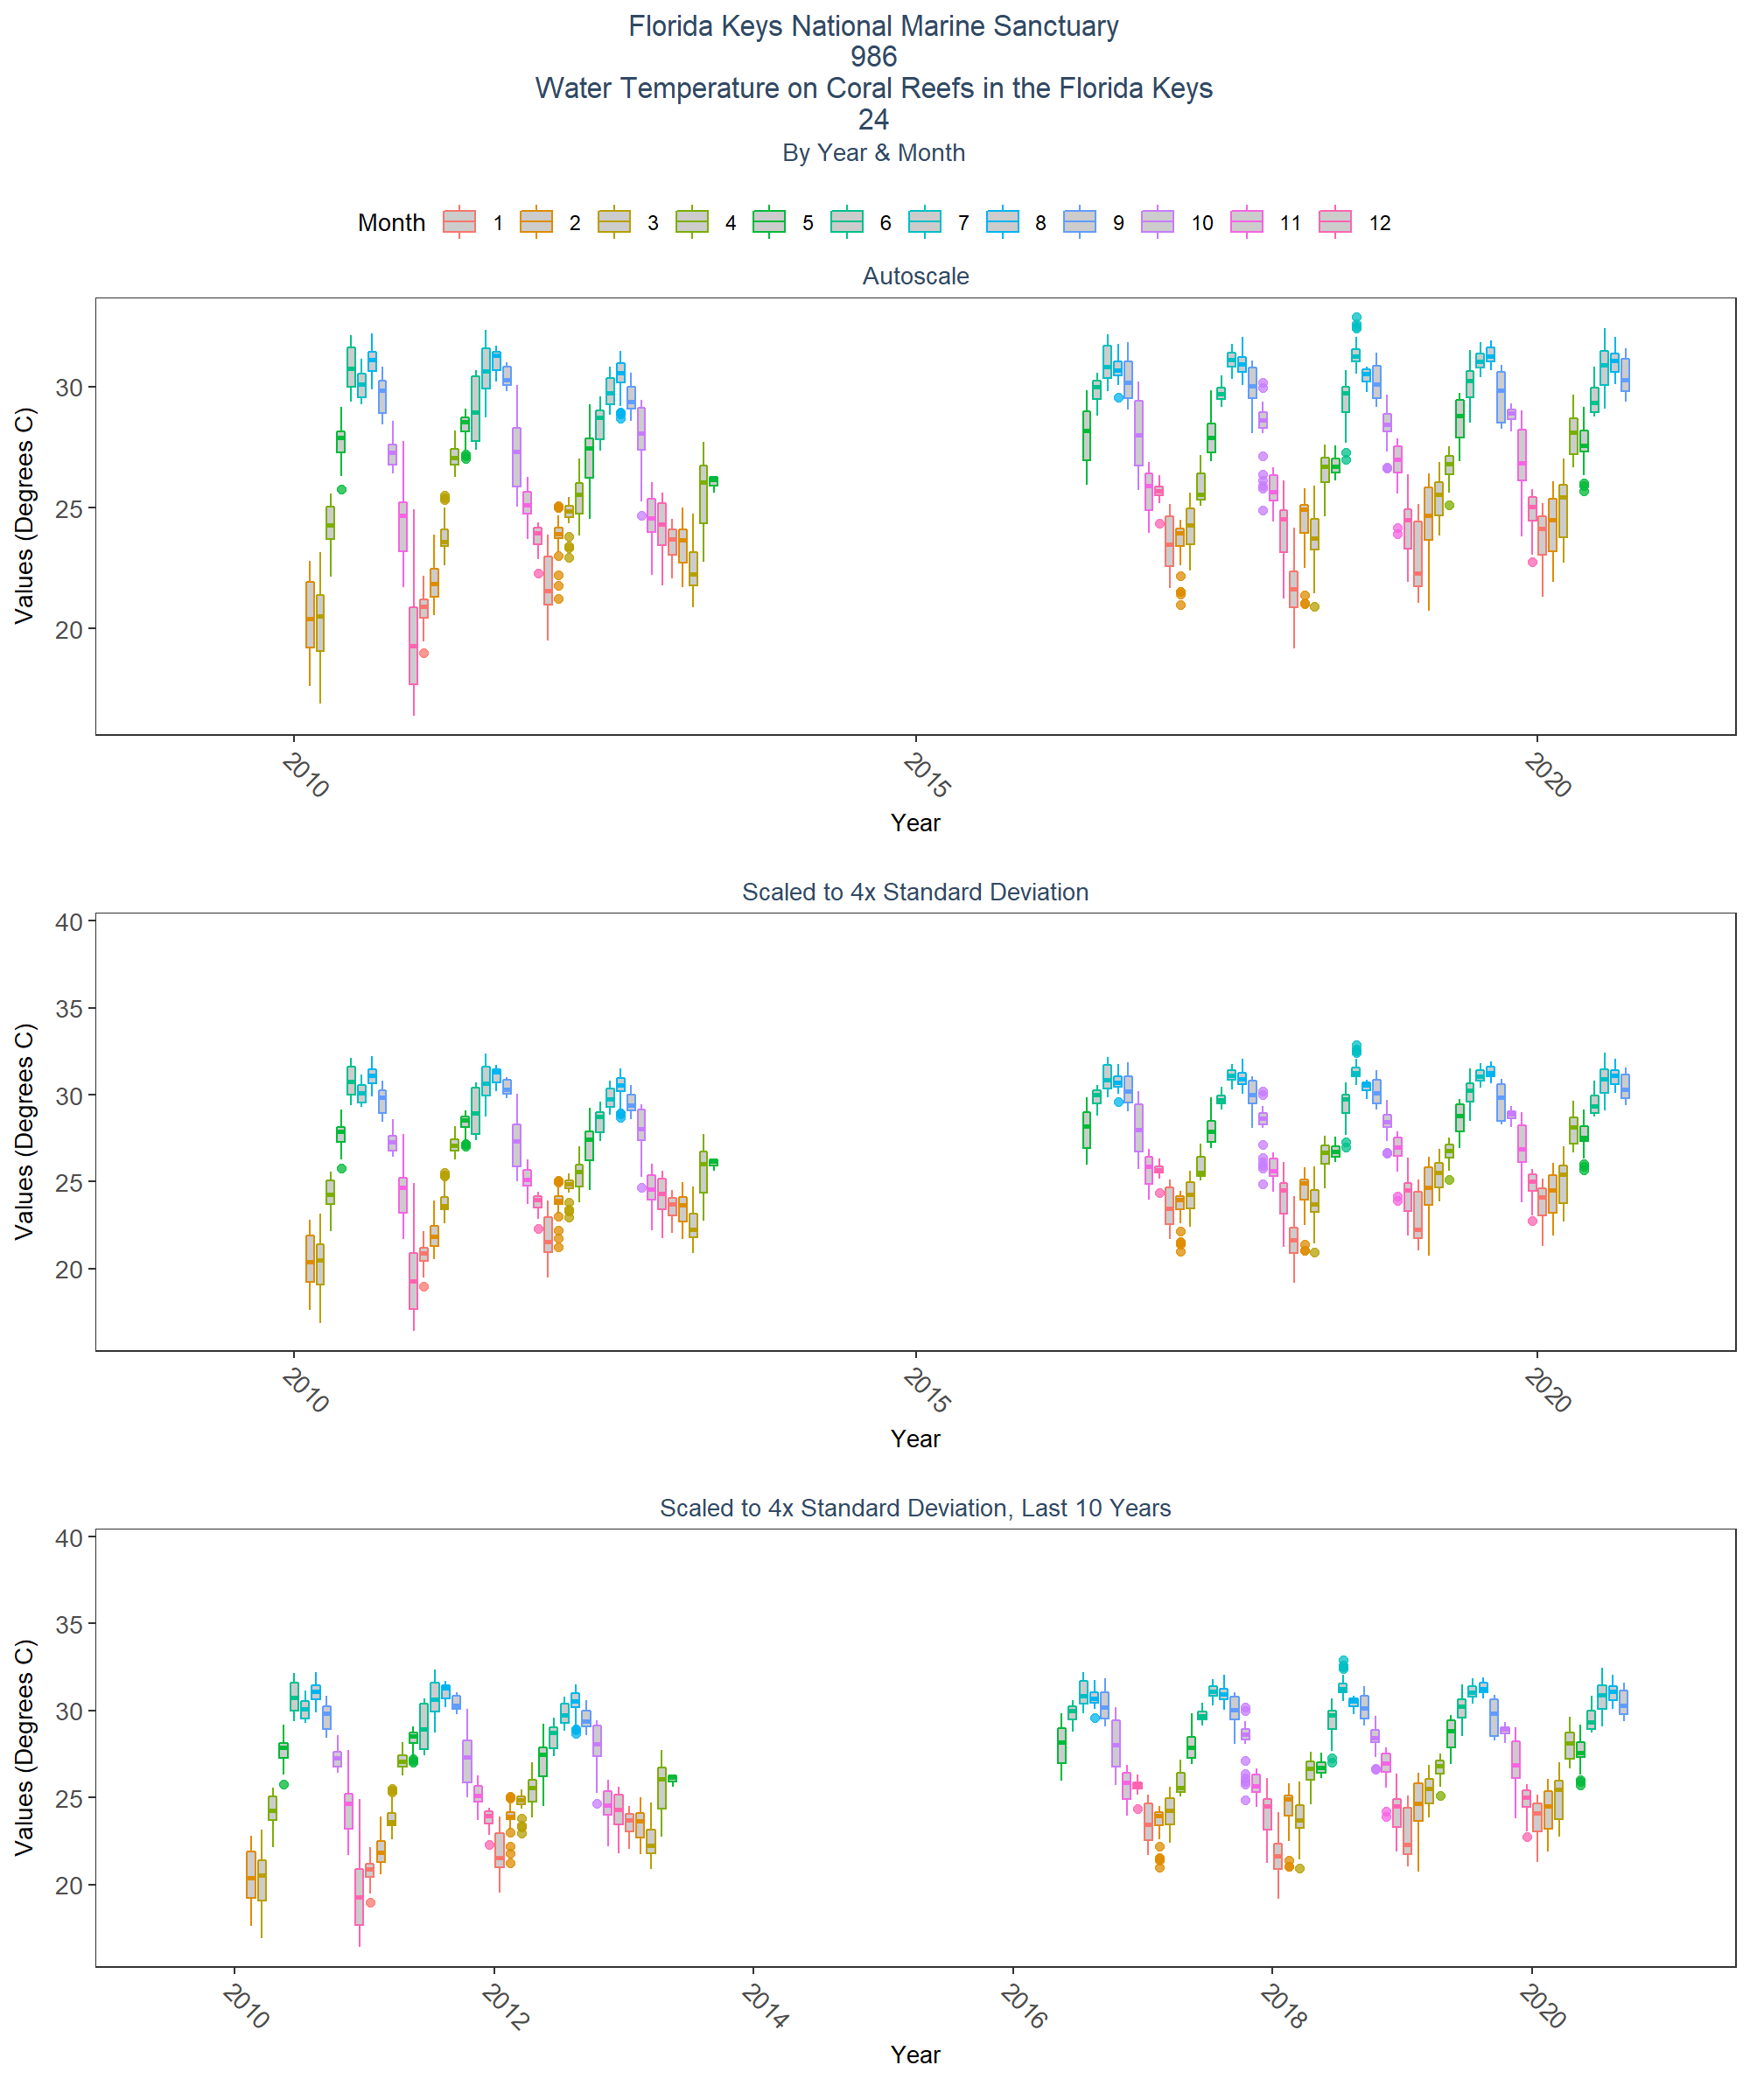 Florida Keys National Marine Sanctuary
986
Water Temperature on Coral Reefs in the Florida Keys
24
By Year & Month
Month 1 2 3 4 5 6 7 8 9 10 11 12
Autoscale
Values (Degrees C)
30
25
20
2010 2015 2020
Year
Scaled to 4x Standard Deviation
Values (Degrees C)
40
35
30
25
20
2010 2015 2020
Year
Scaled to 4x Standard Deviation, Last 10 Years
Values (Degrees C)
40
35
30
25
20
2010 2012 2014 2016 2018 2020
Year